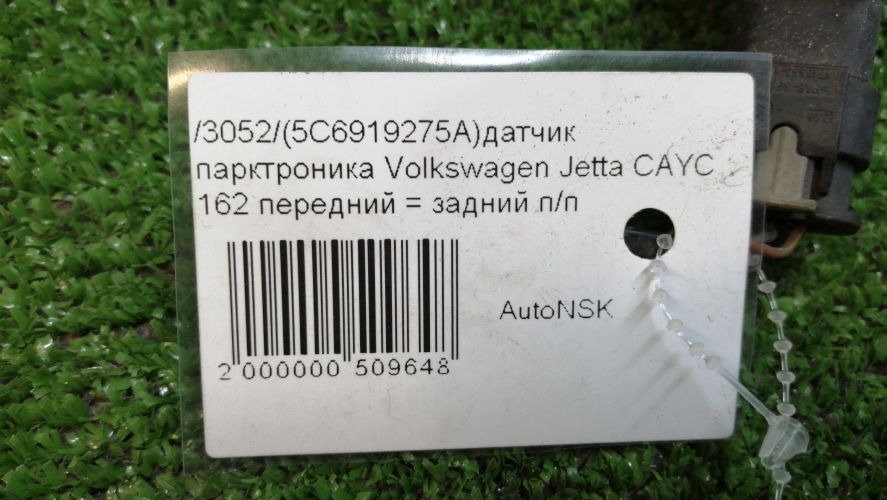 /3052/(5C6919275A)датчик
парктроника Volkswagen Jetta CAYC
162 передний = задний п/п
AutoNSK
2 000000 509648